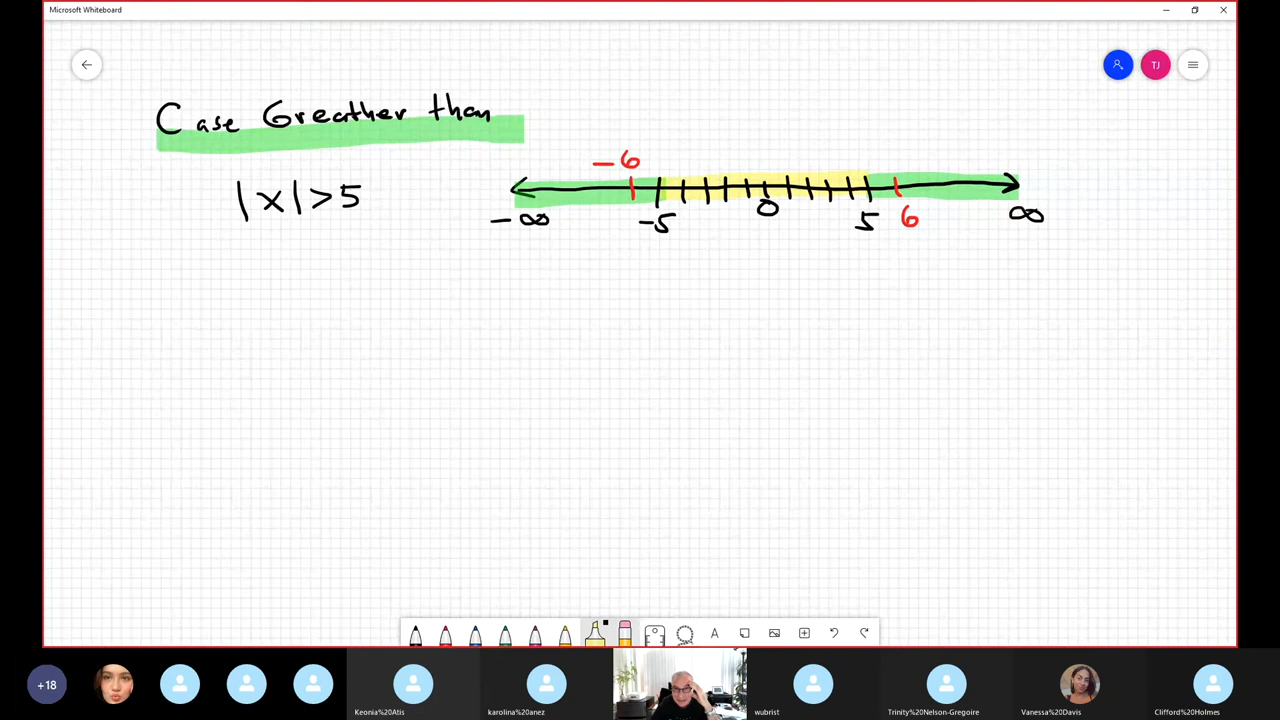 Microsoft Whiteboard
TJ
Case Greather than
-6
|x|>5
-∞ -5 0 5 6 ∞
A
+18
Keonia%20Atis
karolina%20anez
wubrist
Trinity%20Nelson-Gregoire
Vanessa%20Davis
Clifford%20Holmes